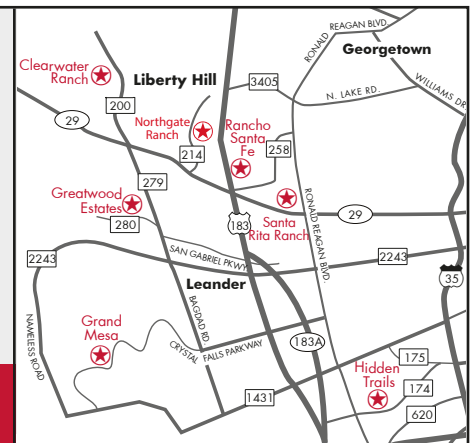 REAGAN BLVD.
RONALD
Georgetown
Clearwater
Ranch
Liberty Hill
3405
N. LAKE RD.
WILLIAMS DR
200
29
Northgate
Ranch
214
Rancho
Santa
Fe
258
279
Greatwood
Estates
280
183
Santa
Rita Ranch
29
RONALD REAGAN BLVD.
2243
SAN GABRIEL PKWY
2243
35
Leander
NAMELESS ROAD
BAGDAD RD
Grand
Mesa
CRYSTAL FALLS PARKWAY
183A
175
Hidden
Trails
174
1431
620